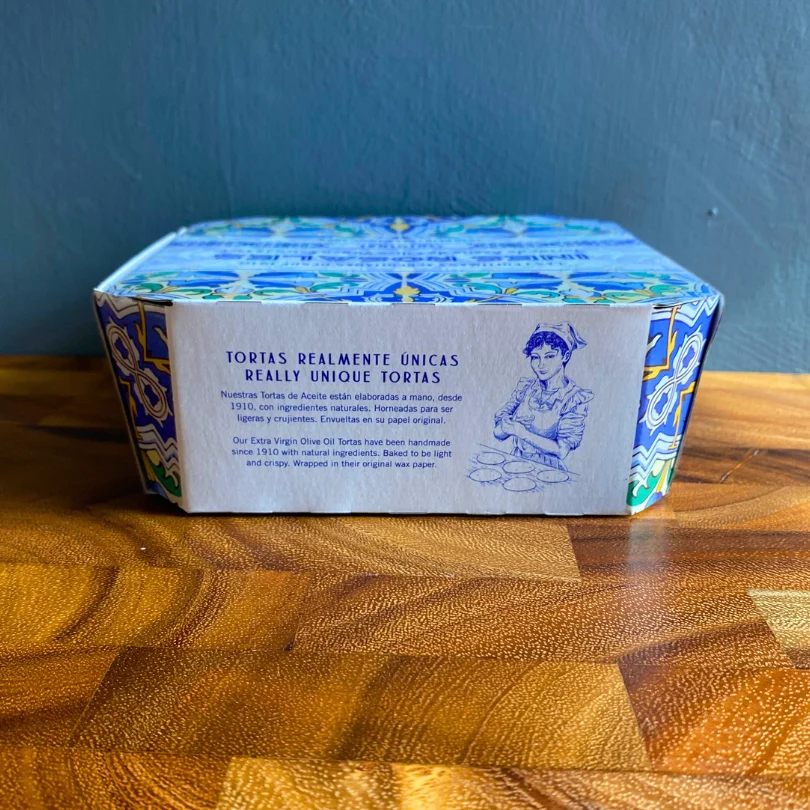 TORTAS REALMENTE ÚNICAS
REALLY UNIQUE TORTAS
Nuestras Tortas de Aceite están elaboradas a mano, desde
1910, con ingredientes naturales. Horneadas para ser
ligeras y crujientes. Envueltas en su papel original.
Our Extra Virgin Olive Oil Tortas have been handmade
since 1910 with natural ingredients. Baked to be light
and crispy. Wrapped in their original wax paper.